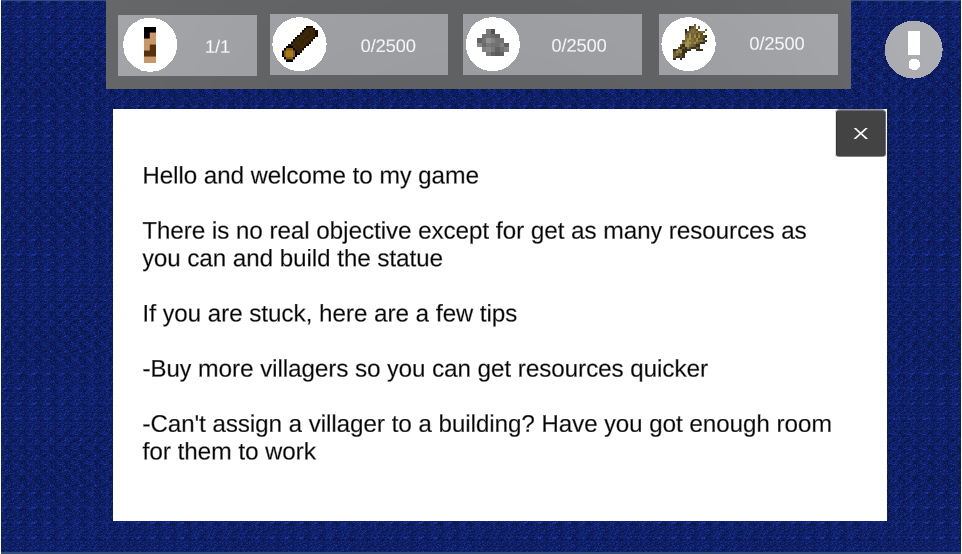 1/1 0/2500 0/2500 0/2500
Hello and welcome to my game
There is no real objective except for get as many resources as
you can and build the statue
If you are stuck, here are a few tips
-Buy more villagers so you can get resources quicker
-Can't assign a villager to a building? Have you got enough room
for them to work